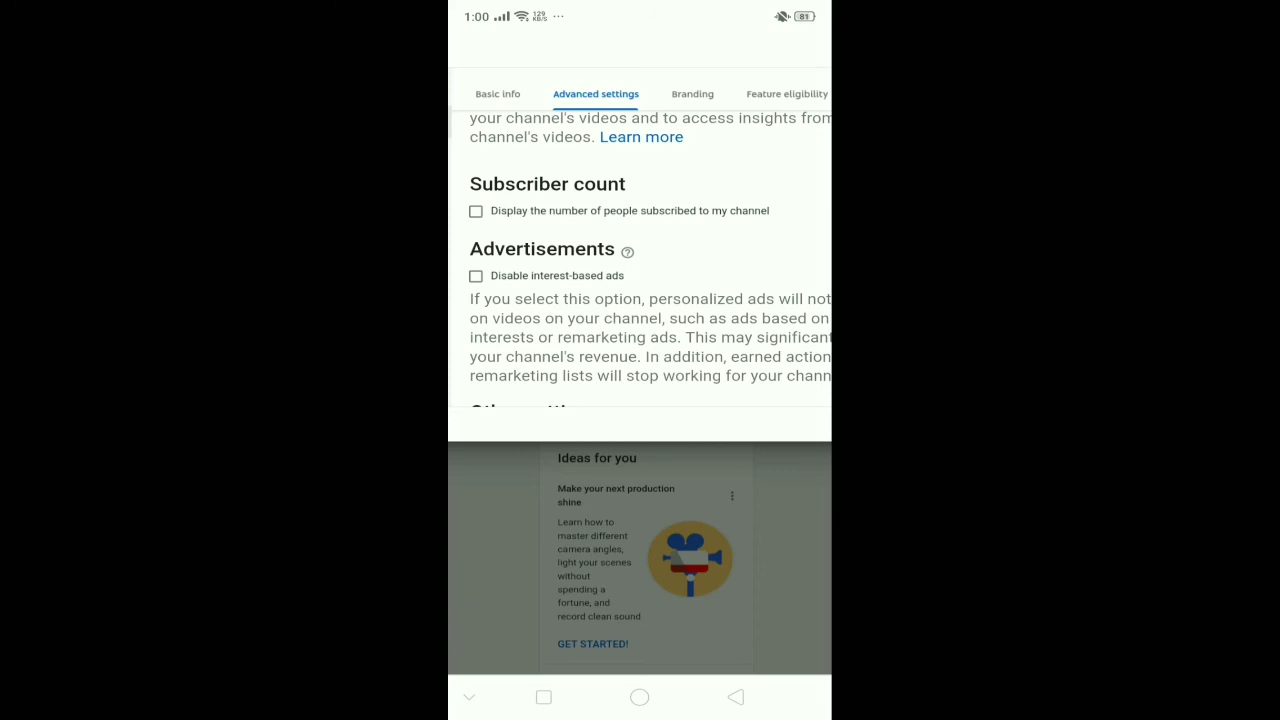 1:00 129 KB/S ... 81
Basic info Advanced settings Branding Feature eligibility
your channel's videos and to access insights from
channel's videos. Learn more
Subscriber count
Display the number of people subscribed to my channel
Advertisements
Disable interest-based ads
If you select this option, personalized ads will not
on videos on your channel, such as ads based on
interests or remarketing ads. This may significant
your channel's revenue. In addition, earned action
remarketing lists will stop working for your chann
Ideas for you
Make your next production
shine
Learn how to
master different
camera angles,
light your scenes
without
spending a
fortune, and
record clean sound
GET STARTED!